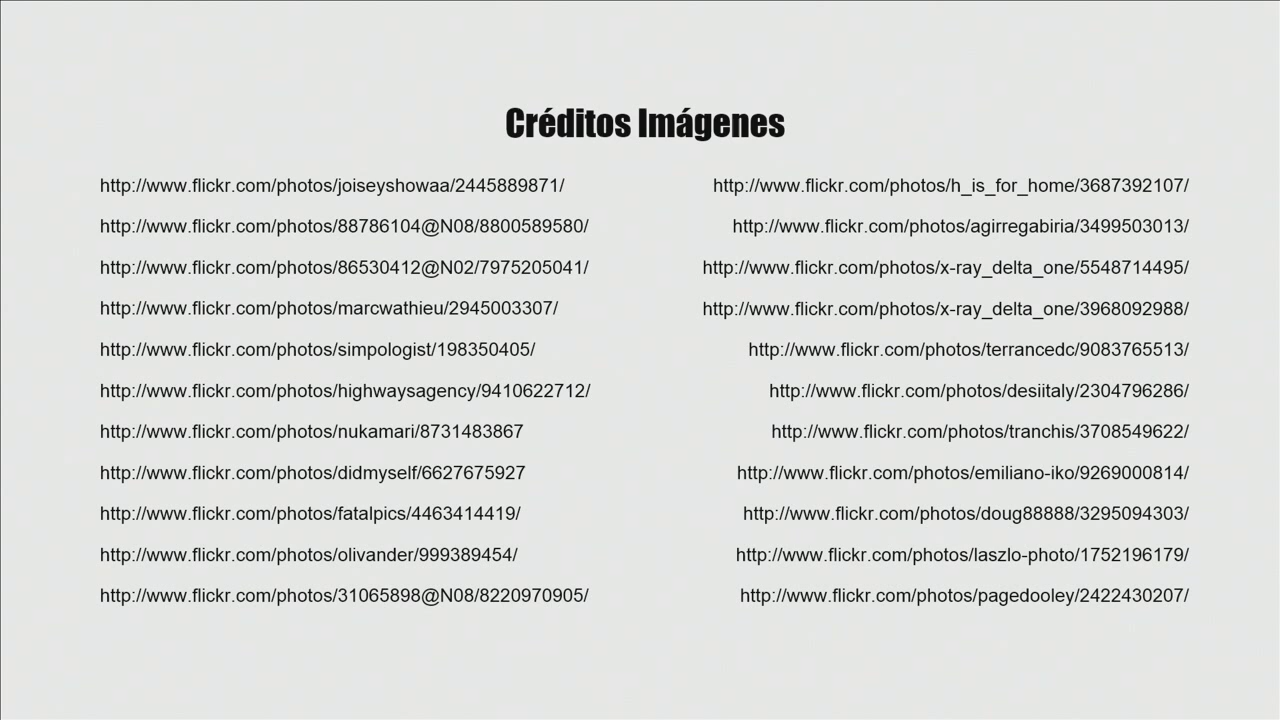 Créditos Imágenes
http://www.flickr.com/photos/joiseyshowaa/2445889871/
http://www.flickr.com/photos/88786104@N08/8800589580/
http://www.flickr.com/photos/86530412@N02/7975205041/
http://www.flickr.com/photos/marcwathieu/2945003307/
http://www.flickr.com/photos/simpologist/198350405/
http://www.flickr.com/photos/highwaysagency/9410622712/
http://www.flickr.com/photos/nukamari/8731483867
http://www.flickr.com/photos/didmyself/6627675927
http://www.flickr.com/photos/fatalpics/4463414419/
http://www.flickr.com/photos/olivander/999389454/
http://www.flickr.com/photos/31065898@N08/8220970905/
http://www.flickr.com/photos/h_is_for_home/3687392107/
http://www.flickr.com/photos/agirregabiria/3499503013/
http://www.flickr.com/photos/x-ray_delta_one/5548714495/
http://www.flickr.com/photos/x-ray_delta_one/3968092988/
http://www.flickr.com/photos/terrancedc/9083765513/
http://www.flickr.com/photos/desiitaly/2304796286/
http://www.flickr.com/photos/tranchis/3708549622/
http://www.flickr.com/photos/emiliano-iko/9269000814/
http://www.flickr.com/photos/doug88888/3295094303/
http://www.flickr.com/photos/laszlo-photo/1752196179/
http://www.flickr.com/photos/pagedooley/2422430207/